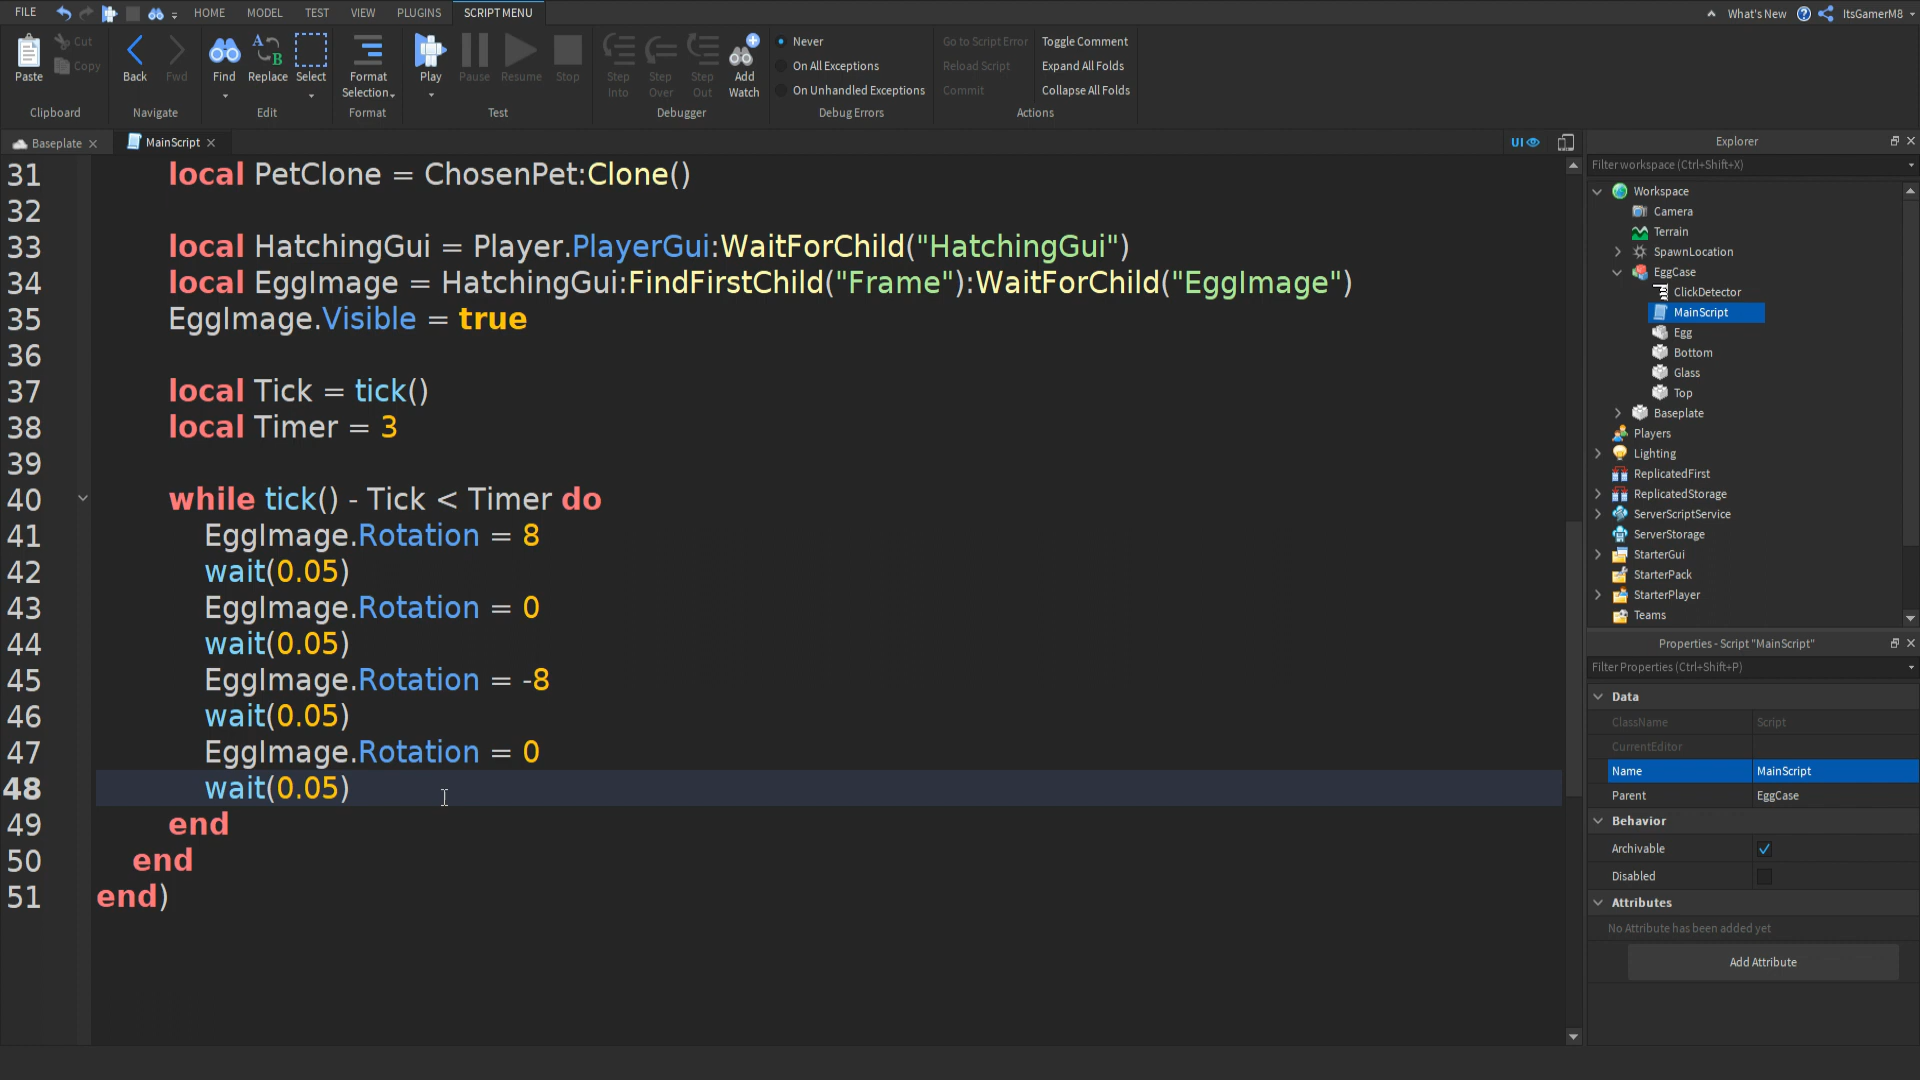 FILE HOME MODEL TEST VIEW PLUGINS SCRIPT MENU What's New ItsGamerM8
Paste Cut Copy Back Fwd Find Replace Select Format Selection Play Pause Resume Stop Step Into Step Over Step Out Add Watch
Never Go to Script Error Toggle Comment
On All Exceptions Reload Script Expand All Folds
On Unhandled Exceptions Commit Collapse All Folds
Clipboard Navigate Edit Format Test Debugger Debug Errors Actions
Baseplate MainScript UI
31 local PetClone = ChosenPet:Clone()
32
33 local HatchingGui = Player.PlayerGui:WaitForChild("HatchingGui")
34 local EggImage = HatchingGui:FindFirstChild("Frame"):WaitForChild("EggImage")
35 EggImage.Visible = true
36
37 local Tick = tick()
38 local Timer = 3
39
40 while tick() - Tick < Timer do
41 EggImage.Rotation = 8
42 wait(0.05)
43 EggImage.Rotation = 0
44 wait(0.05)
45 EggImage.Rotation = -8
46 wait(0.05)
47 EggImage.Rotation = 0
48 wait(0.05)
49 end
50 end
51 end)
Explorer
Filter workspace (Ctrl+Shift+X)
Workspace
Camera
Terrain
SpawnLocation
EggCase
ClickDetector
MainScript
Egg
Bottom
Glass
Top
Baseplate
Players
Lighting
ReplicatedFirst
ReplicatedStorage
ServerScriptService
ServerStorage
StarterGui
StarterPack
StarterPlayer
Teams
Properties - Script "MainScript"
Filter Properties (Ctrl+Shift+P)
Data
ClassName Script
CurrentEditor
Name MainScript
Parent EggCase
Behavior
Archivable
Disabled
Attributes
No Attribute has been added yet
Add Attribute